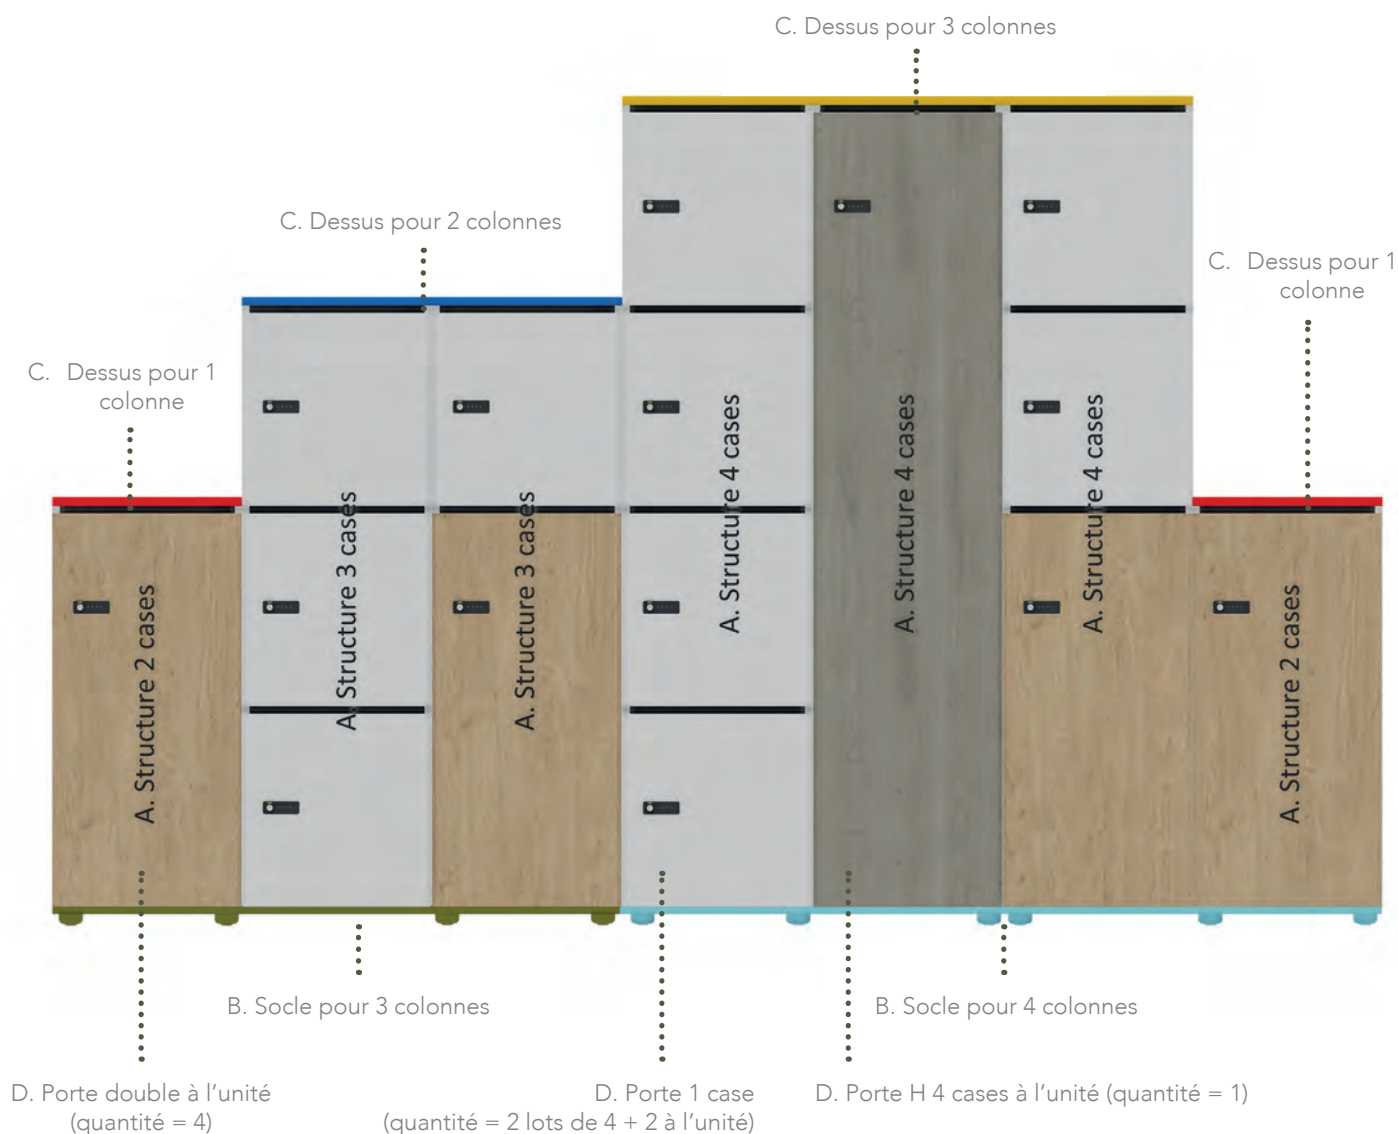 C. Dessus pour 3 colonnes
C. Dessus pour 2 colonnes
C. Dessus pour 1
colonne
C. Dessus pour 1
colonne
A. Structure 2 cases
A. Structure 3 cases
A. Structure 3 cases
A. Structure 4 cases
A. Structure 4 cases
A. Structure 4 cases
A. Structure 2 cases
B. Socle pour 3 colonnes
B. Socle pour 4 colonnes
D. Porte double à l’unité
(quantité = 4)
D. Porte 1 case
(quantité = 2 lots de 4 + 2 à l’unité)
D. Porte H 4 cases à l’unité (quantité = 1)